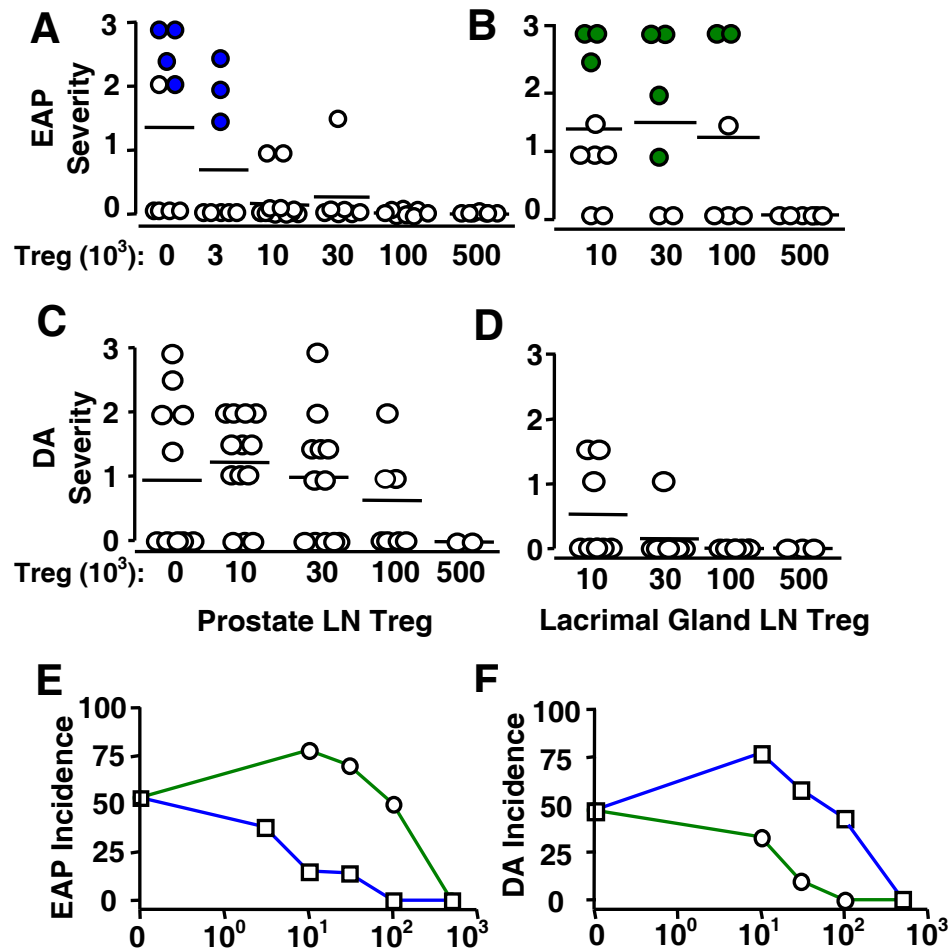 A
B
EAP
Severity
3
2
1
0
3
2
1
0
Treg (10³): 0 3 10 30 100 500
10 30 100 500
C
D
DA
Severity
3
2
1
0
3
2
1
0
Treg (10³): 0 10 30 100 500
10 30 100 500
Prostate LN Treg
Lacrimal Gland LN Treg
E
F
EAP Incidence
100
75
50
25
0
0 10⁰ 10¹ 10² 10³
DA Incidence
100
75
50
25
0
0 10⁰ 10¹ 10² 10³